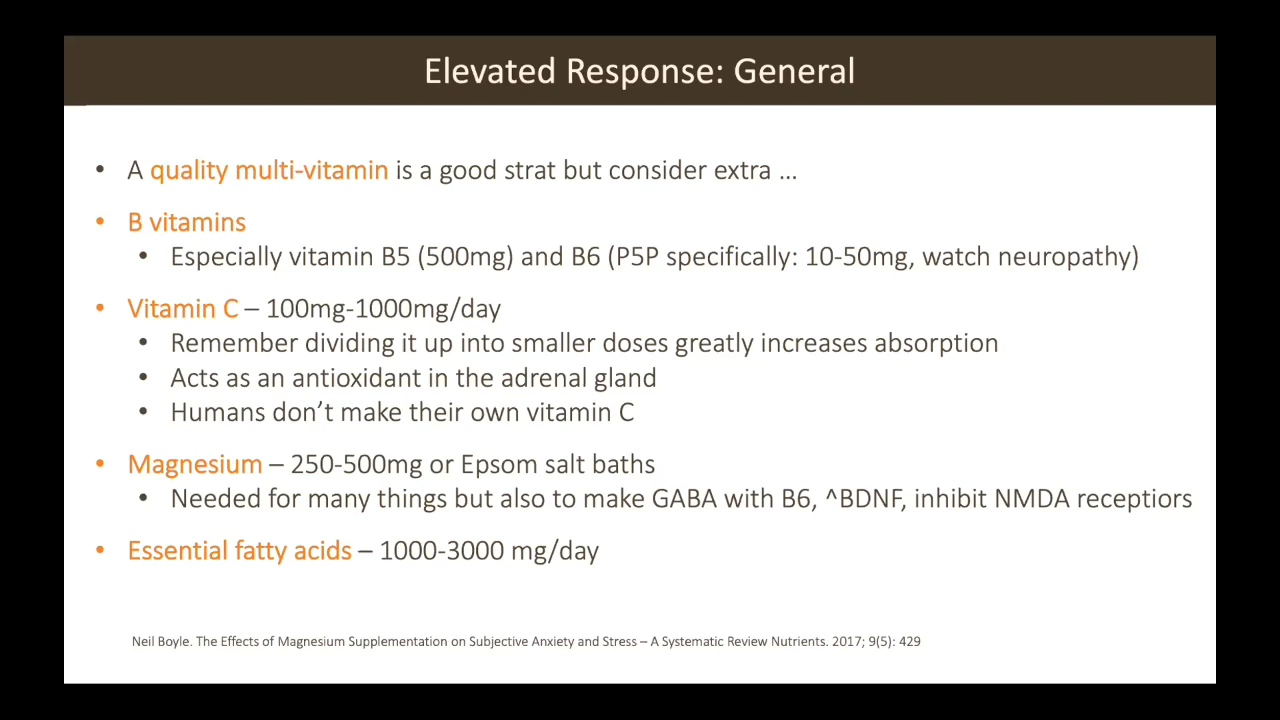 Elevated Response: General
• A quality multi-vitamin is a good strat but consider extra ...
• B vitamins
• Especially vitamin B5 (500mg) and B6 (P5P specifically: 10-50mg, watch neuropathy)
• Vitamin C – 100mg-1000mg/day
• Remember dividing it up into smaller doses greatly increases absorption
• Acts as an antioxidant in the adrenal gland
• Humans don’t make their own vitamin C
• Magnesium – 250-500mg or Epsom salt baths
• Needed for many things but also to make GABA with B6, ^BDNF, inhibit NMDA receptiors
• Essential fatty acids – 1000-3000 mg/day
Neil Boyle. The Effects of Magnesium Supplementation on Subjective Anxiety and Stress – A Systematic Review Nutrients. 2017; 9(5): 429